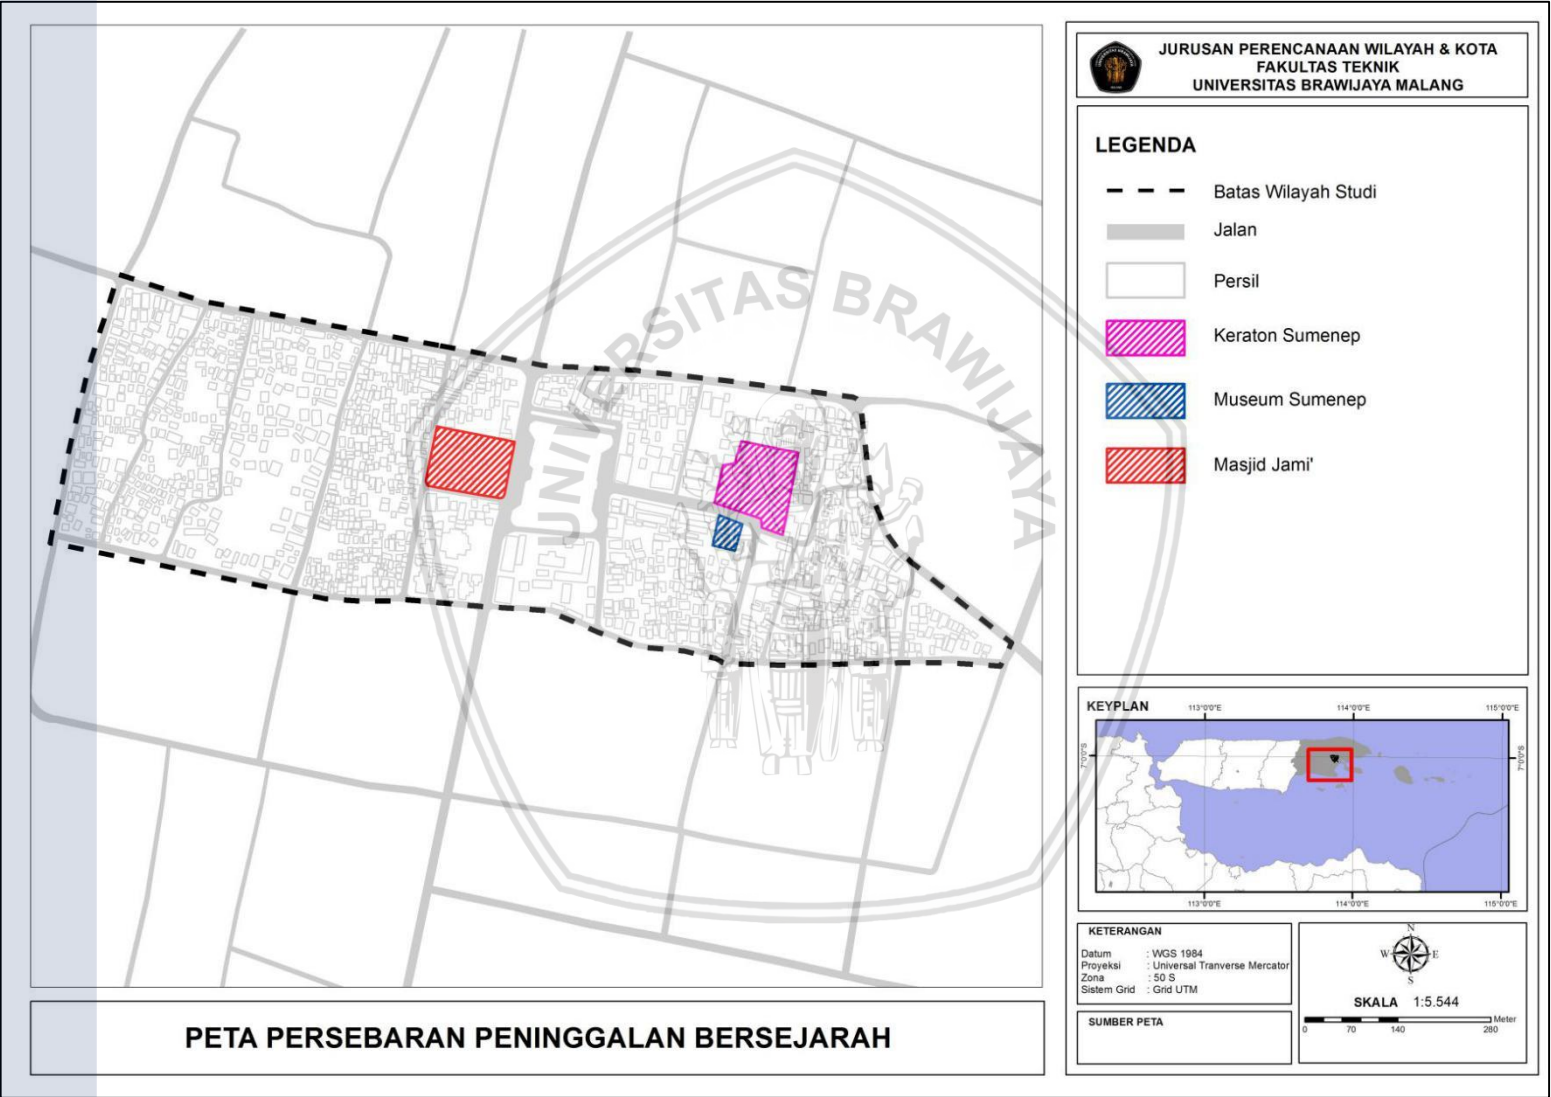 JURUSAN PERENCANAAN WILAYAH & KOTA
FAKULTAS TEKNIK
UNIVERSITAS BRAWIJAYA MALANG
LEGENDA
Batas Wilayah Studi
Jalan
Persil
Keraton Sumenep
Museum Sumenep
Masjid Jami'
UNIVERSITAS BRAWIJAYA
KEYPLAN
113°0'0"E 114°0'0"E 115°0'0"E
7°0'0"S 7°0'0"S
113°0'0"E 114°0'0"E 115°0'0"E
KETERANGAN
Datum : WGS 1984
Proyeksi : Universal Tranverse Mercator
Zona : 50 S
Sistem Grid : Grid UTM
SUMBER PETA
N
W E
S
SKALA 1:5.544
Meter
0 70 140 280
PETA PERSEBARAN PENINGGALAN BERSEJARAH